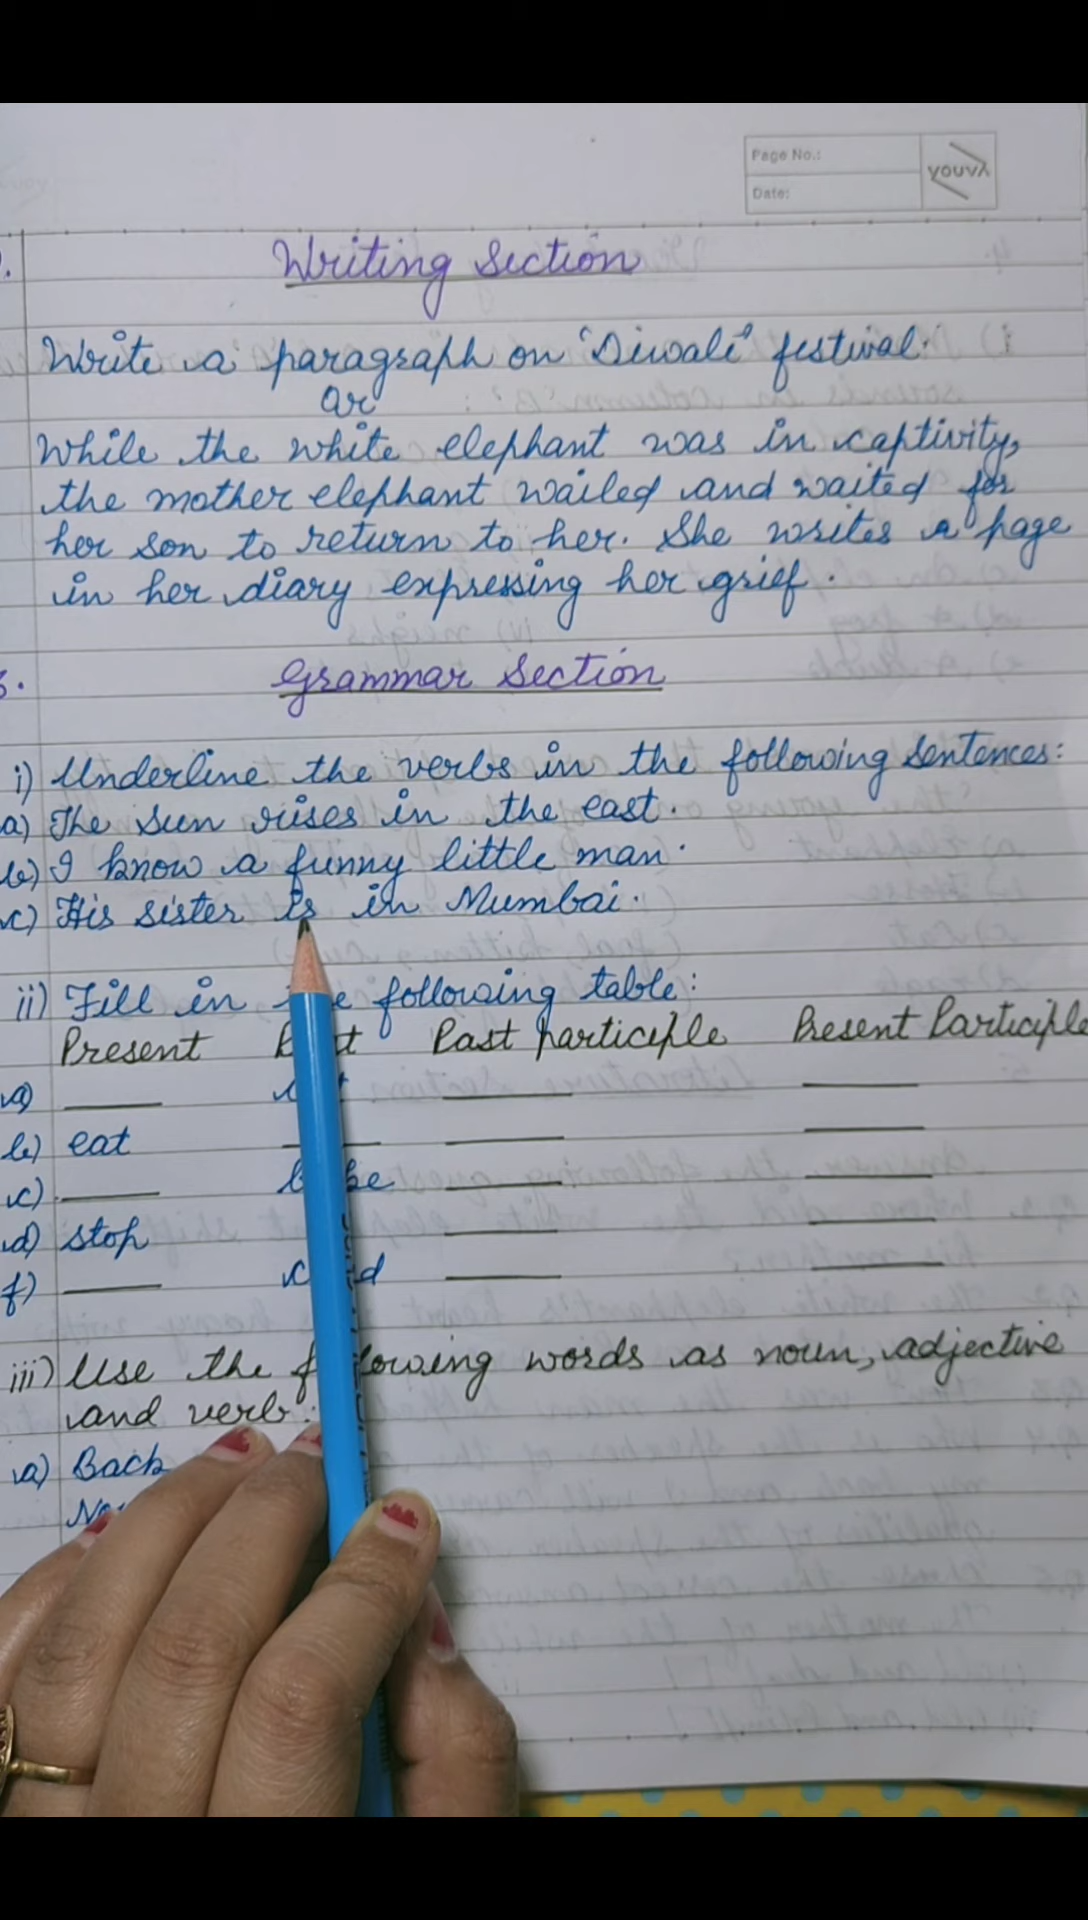 Page No.:
Date:
youva
Writing Section
Write a paragraph on "Diwali" festival.
Or
While the white elephant was in captivity,
the mother elephant wailed and waited for
her son to return to her. She writes a page
in her diary expressing her grief.
Grammar Section
i) Underline the verbs in the following sentences:
a) The sun rises in the east.
b) I know a funny little man.
c) His sister is in Mumbai.
ii) Fill in following table:
Present Past participle Present Participle
a)
b) eat
c)
d) stop
f)
iii) Use the words as noun, adjective
and verb:
a) Back